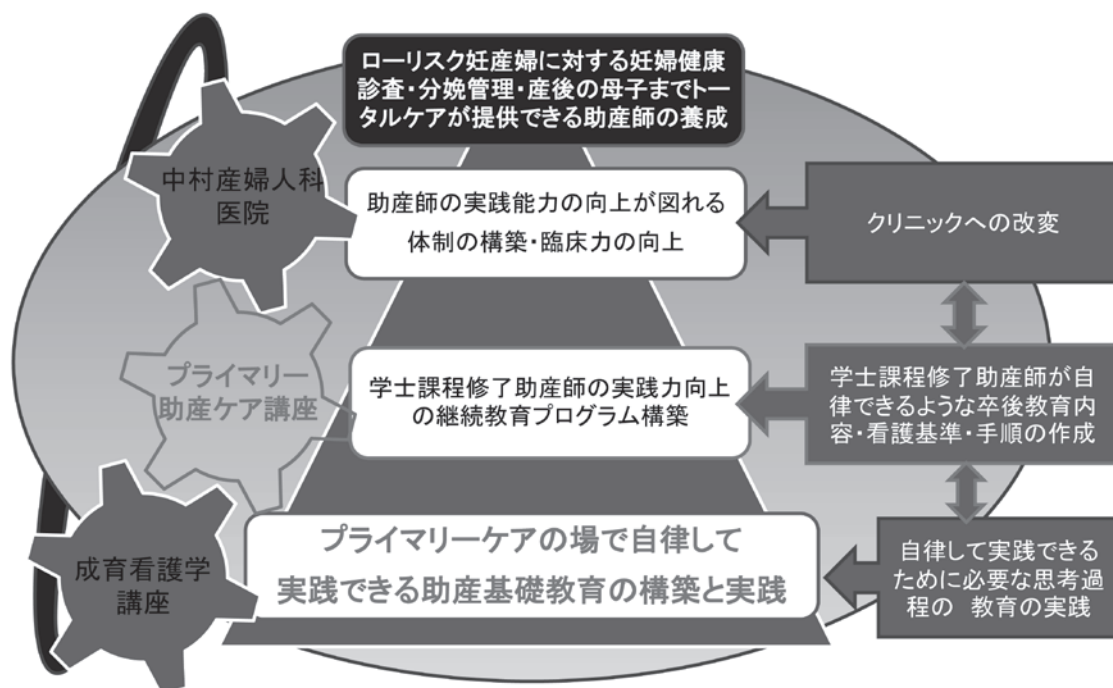 ローリスク妊産婦に対する妊婦健康
診査・分娩管理・産後の母子までトー
タルケアが提供できる助産師の養成
中村産婦人科
医院
助産師の実践能力の向上が図れる
体制の構築・臨床力の向上
クリニックへの改変
プライマリー
助産ケア講座
学士課程修了助産師の実践力向上
の継続教育プログラム構築
学士課程修了助産師が自
律できるような卒後教育内
容・看護基準・手順の作成
成育看護学
講座
プライマリーケアの場で自律して
実践できる助産基礎教育の構築と実践
自律して実践できる
ために必要な思考過
程の 教育の実践